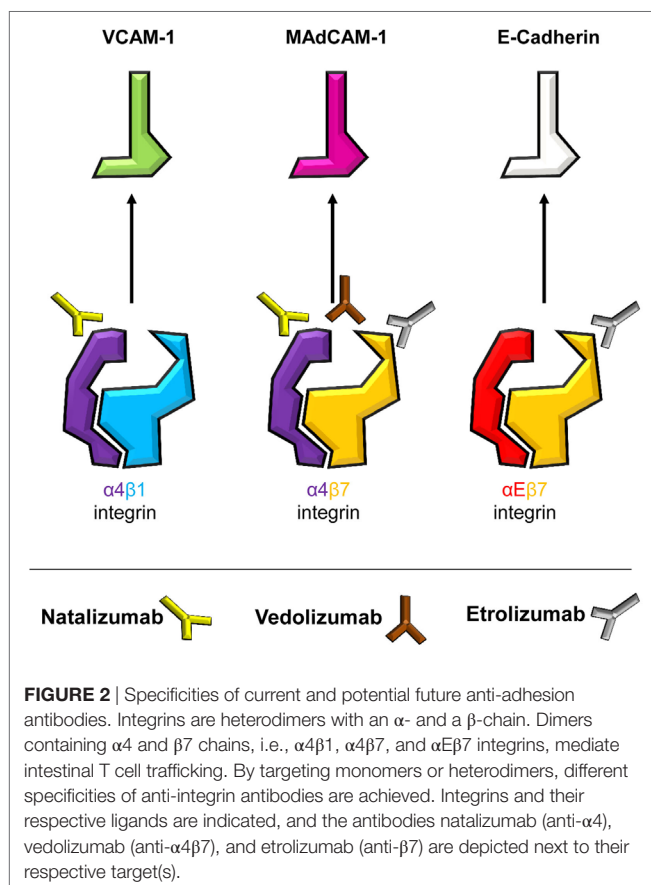 VCAM-1 MAdCAM-1 E-Cadherin
α4β1 α4β7 αEβ7
integrin integrin integrin
Natalizumab Vedolizumab Etrolizumab
FIGURE 2 | Specificities of current and potential future anti-adhesion
antibodies. Integrins are heterodimers with an α- and a β-chain. Dimers
containing α4 and β7 chains, i.e., α4β1, α4β7, and αEβ7 integrins, mediate
intestinal T cell trafficking. By targeting monomers or heterodimers, different
specificities of anti-integrin antibodies are achieved. Integrins and their
respective ligands are indicated, and the antibodies natalizumab (anti-α4),
vedolizumab (anti-α4β7), and etrolizumab (anti-β7) are depicted next to their
respective target(s).